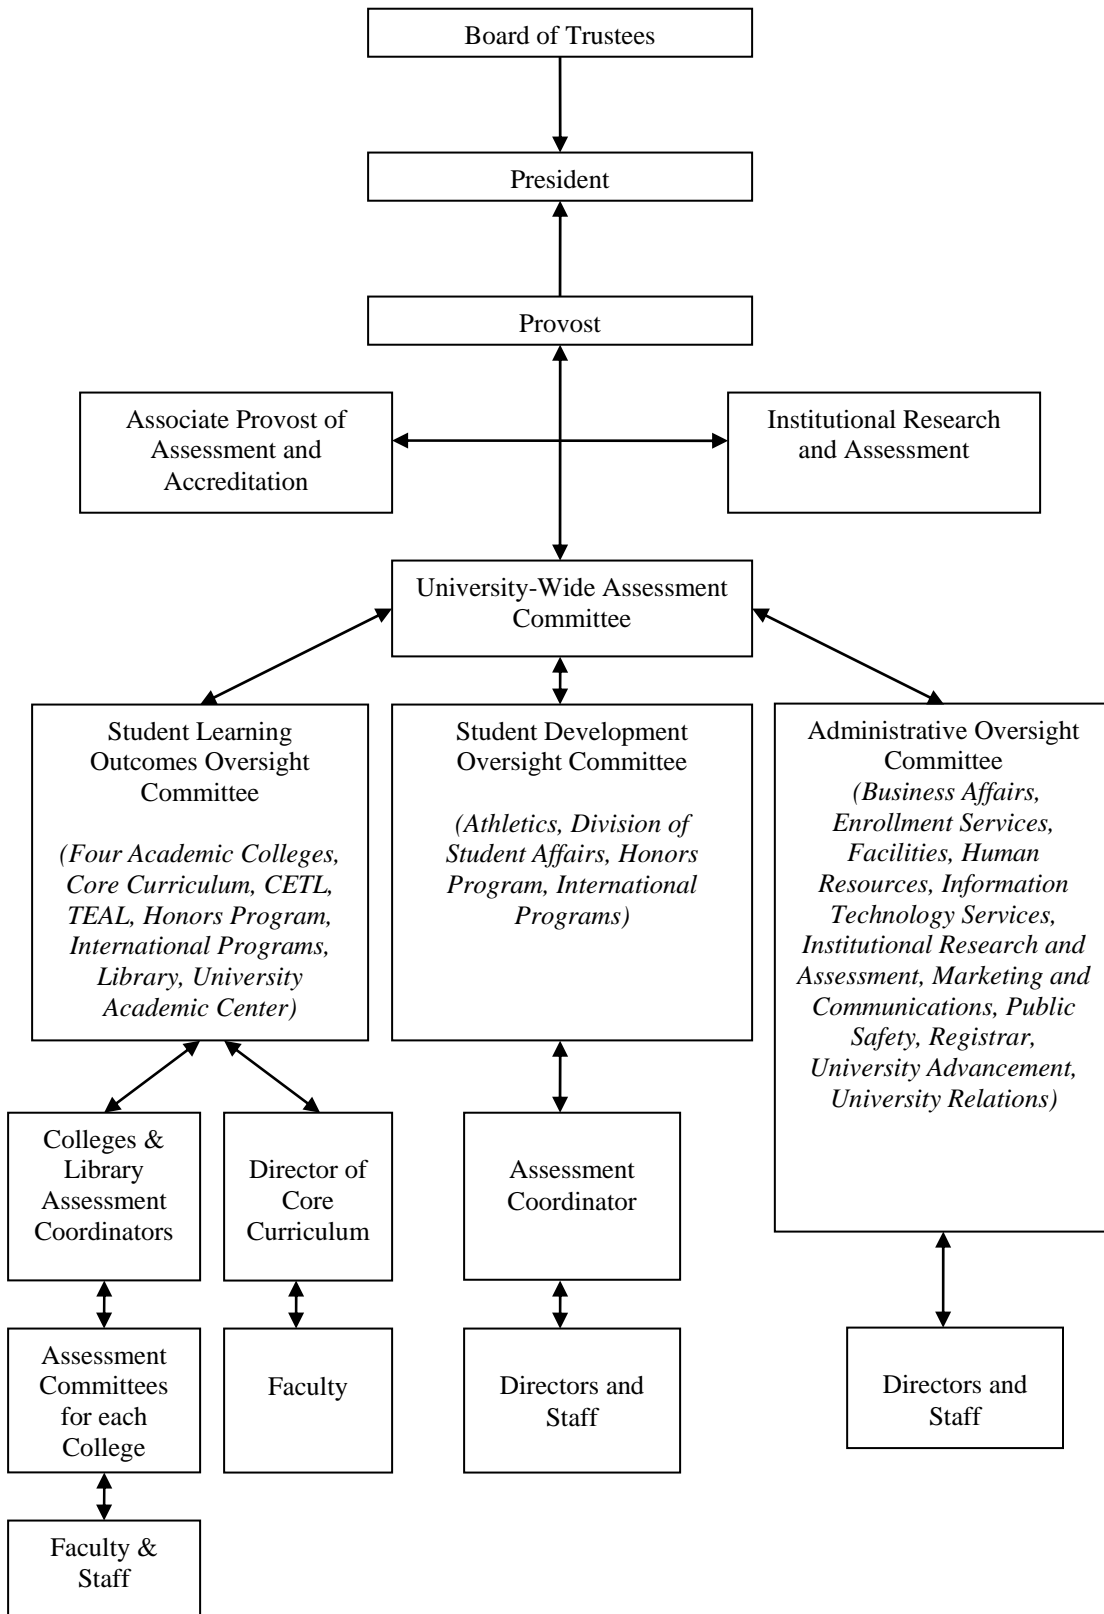 Board of Trustees
President
Provost
Associate Provost of
Assessment and
Accreditation
Institutional Research
and Assessment
University-Wide Assessment
Committee
Student Learning
Outcomes Oversight
Committee
(Four Academic Colleges,
Core Curriculum, CETL,
TEAL, Honors Program,
International Programs,
Library, University
Academic Center)
Student Development
Oversight Committee
(Athletics, Division of
Student Affairs, Honors
Program, International
Programs)
Administrative Oversight
Committee
(Business Affairs,
Enrollment Services,
Facilities, Human
Resources, Information
Technology Services,
Institutional Research and
Assessment, Marketing and
Communications, Public
Safety, Registrar,
University Advancement,
University Relations)
Colleges &
Library
Assessment
Coordinators
Director of
Core
Curriculum
Assessment
Coordinator
Assessment
Committees
for each
College
Faculty
Directors and
Staff
Directors and
Staff
Faculty &
Staff